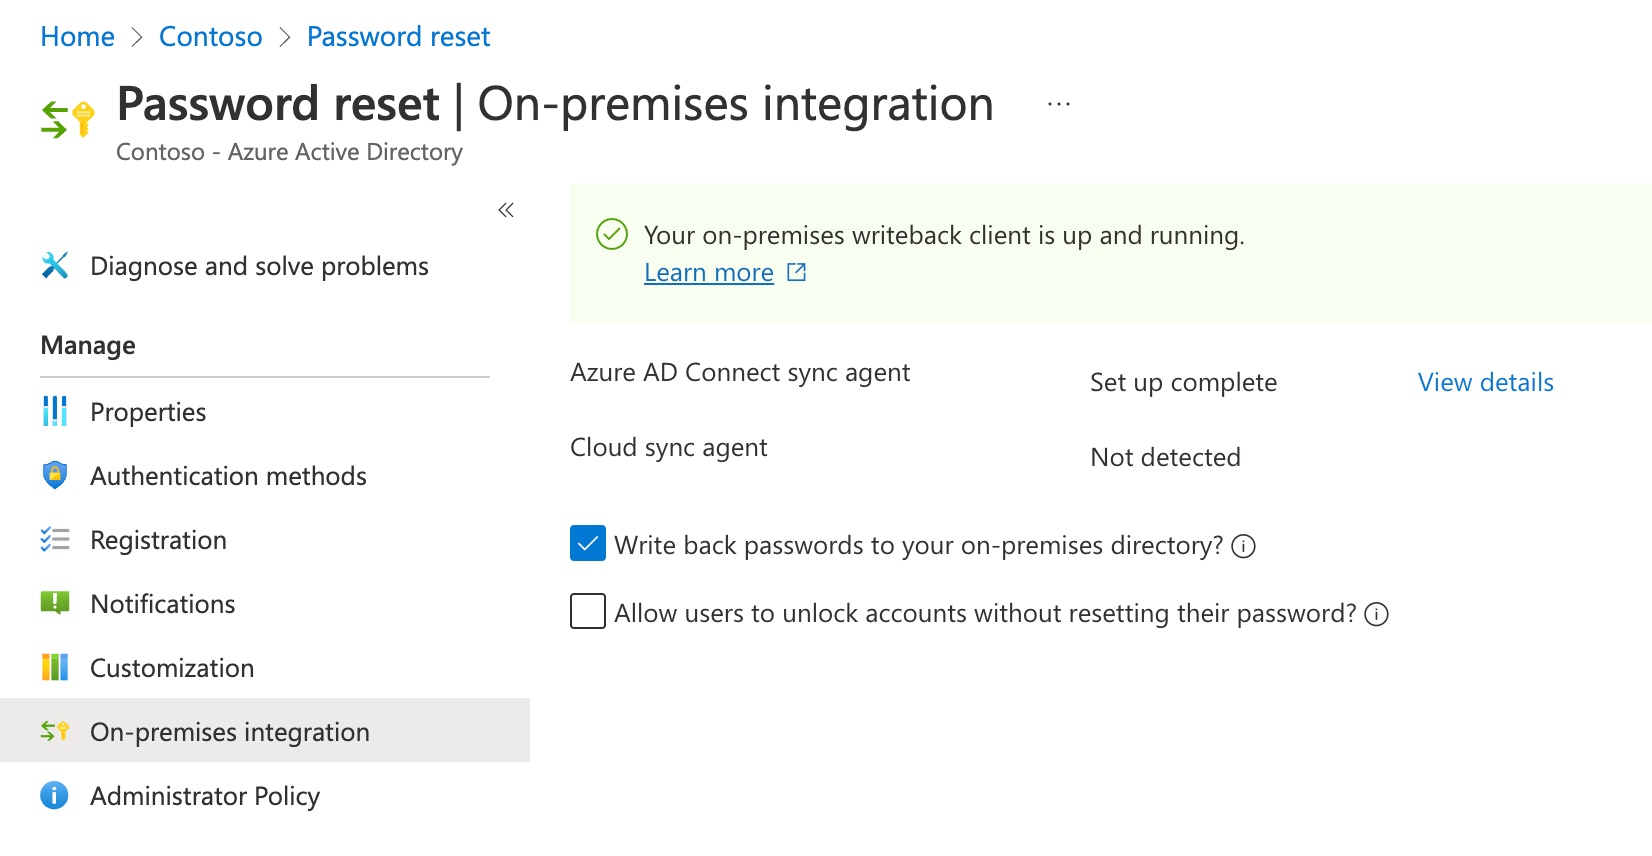 Home > Contoso > Password reset
Password reset | On-premises integration ...
Contoso - Azure Active Directory
«
Diagnose and solve problems
Manage
Properties
Authentication methods
Registration
Notifications
Customization
On-premises integration
Administrator Policy
Your on-premises writeback client is up and running.
Learn more
Azure AD Connect sync agent Set up complete View details
Cloud sync agent Not detected
Write back passwords to your on-premises directory?
Allow users to unlock accounts without resetting their password?